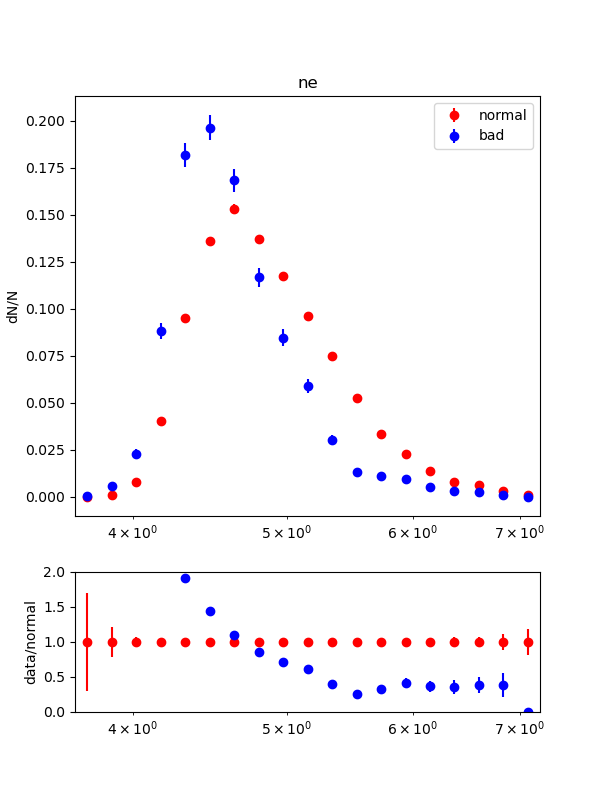 ne
normal
bad
dN/N
0.200
0.175
0.150
0.125
0.100
0.075
0.050
0.025
0.000
4 × 10⁰
5 × 10⁰
6 × 10⁰
7 × 10⁰
data/normal
2.0
1.5
1.0
0.5
0.0
4 × 10⁰
5 × 10⁰
6 × 10⁰
7 × 10⁰